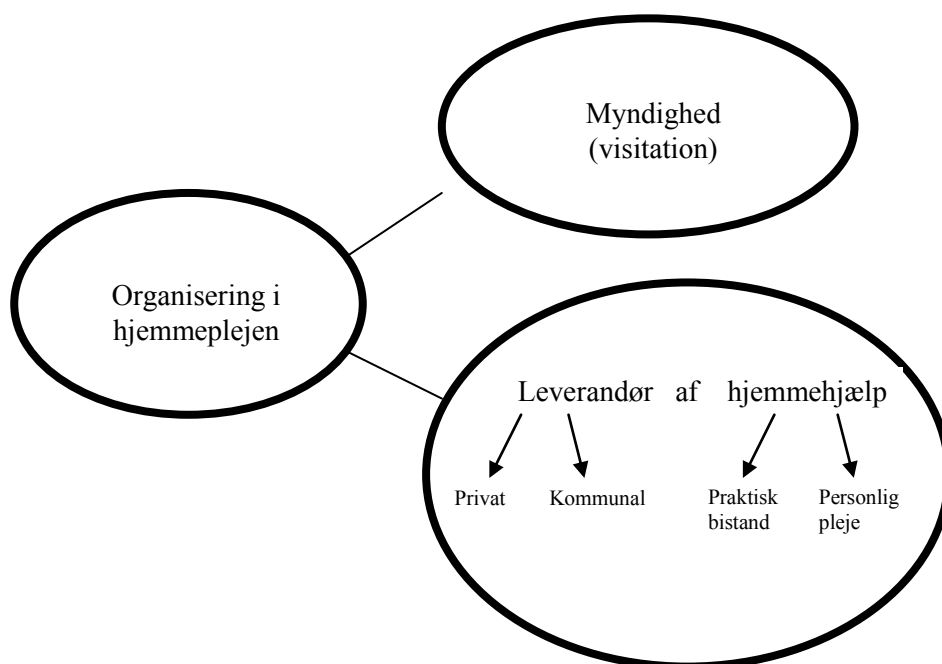 Myndighed
(visitation)
Organisering i
hjemmeplejen
Leverandør af hjemmehjælp
Privat
Kommunal
Praktisk
bistand
Personlig
pleje